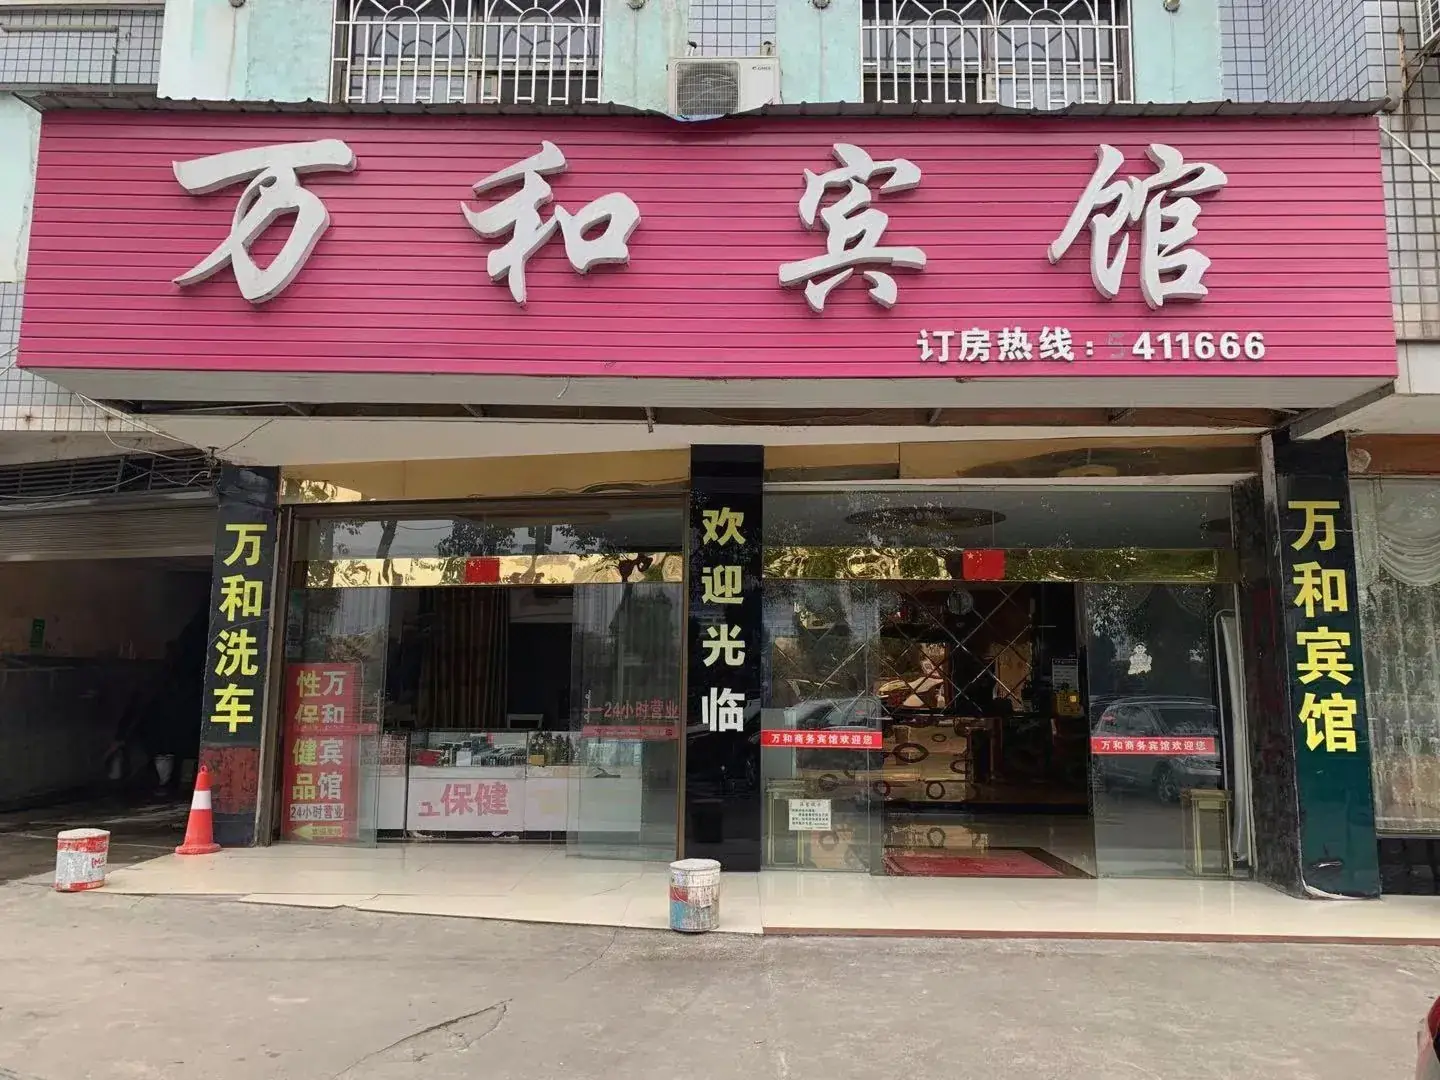 万和宾馆
订房热线：5411666
万和洗车
欢迎光临
万和宾馆
万和宾馆
性保健品
24小时营业
24小时营业
保健
万和商务宾馆欢迎您
万和商务宾馆欢迎您